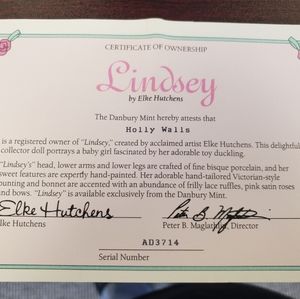 CERTIFICATE OF OWNERSHIP
Lindsey
by Elke Hutchens
The Danbury Mint hereby attests that
Holly Walls
is a registered owner of "Lindsey," created by acclaimed artist Elke Hutchens. This delightful
collector doll portrays a baby girl fascinated by her adorable toy duckling.
Lindsey's" head, lower arms and lower legs are crafted of fine bisque porcelain, and her
sweet features are expertly hand-painted. Her adorable hand-tailored Victorian-style
bunting and bonnet are accented with an abundance of frilly lace ruffles, pink satin roses
and bows. "Lindsey" is available exclusively from the Danbury Mint.
Elke Hutchens
Elke Hutchens
Peter B. Maglathlin, Director
AD3714
Serial Number